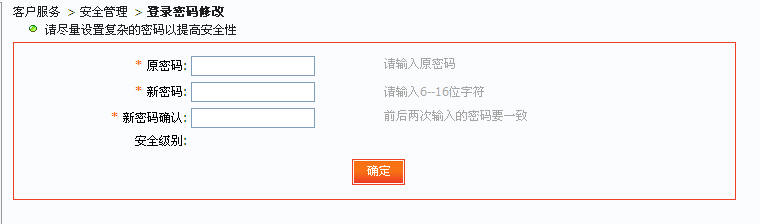 客户服务 > 安全管理 > 登录密码修改
请尽量设置复杂的密码以提高安全性
* 原密码: 请输入原密码
* 新密码: 请输入6--16位字符
* 新密码确认: 前后两次输入的密码要一致
安全级别:
确定